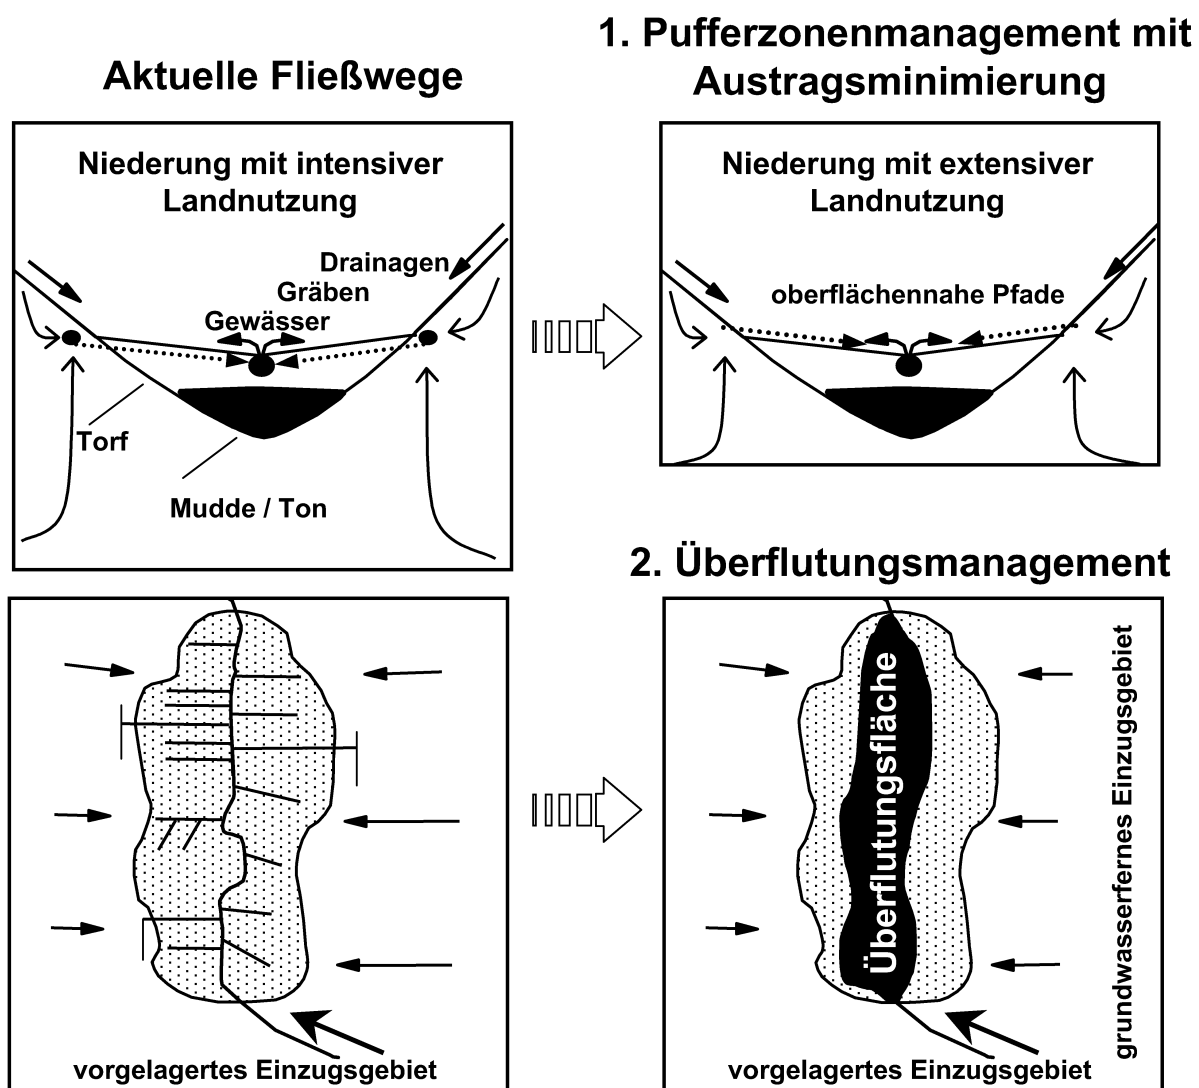 Aktuelle Fließwege
1. Pufferzonenmanagement mit
Austragsminimierung
Niederung mit intensiver
Landnutzung
Drainagen
Gräben
Gewässer
Torf
Mudde / Ton
Niederung mit extensiver
Landnutzung
oberflächennahe Pfade
2. Überflutungsmanagement
vorgelagertes Einzugsgebiet
Überflutungsfläche
grundwasserfernes Einzugsgebiet
vorgelagertes Einzugsgebiet